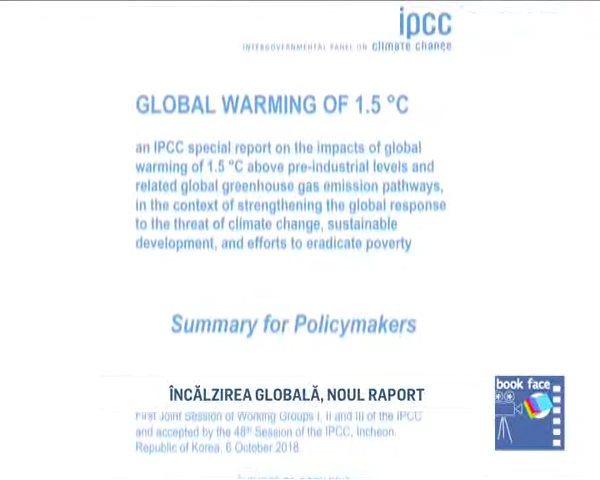 ipcc
INTERGOVERNMENTAL PANEL ON climate change
GLOBAL WARMING OF 1.5 °C
an IPCC special report on the impacts of global
warming of 1.5 °C above pre-industrial levels and
related global greenhouse gas emission pathways,
in the context of strengthening the global response
to the threat of climate change, sustainable
development, and efforts to eradicate poverty
Summary for Policymakers
ÎNCĂLZIREA GLOBALĂ, NOUL RAPORT
book face
First Joint Session of Working Groups I, II and III of the IPCC
and accepted by the 48th Session of the IPCC, Incheon,
Republic of Korea, 6 October 2018